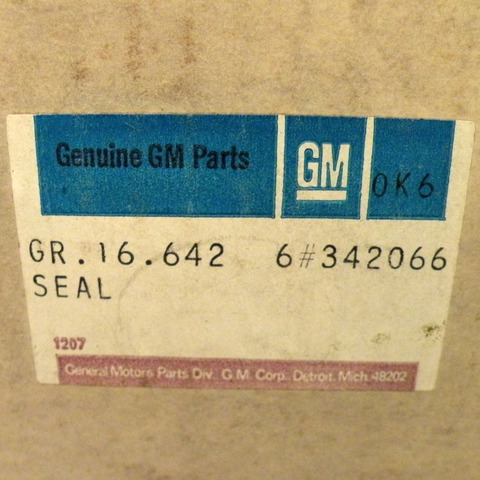 Genuine GM Parts GM OK6
GR.16.642 6#342066
SEAL
1207
General Motors Parts Div. G.M. Corp. Detroit, Mich. 48202